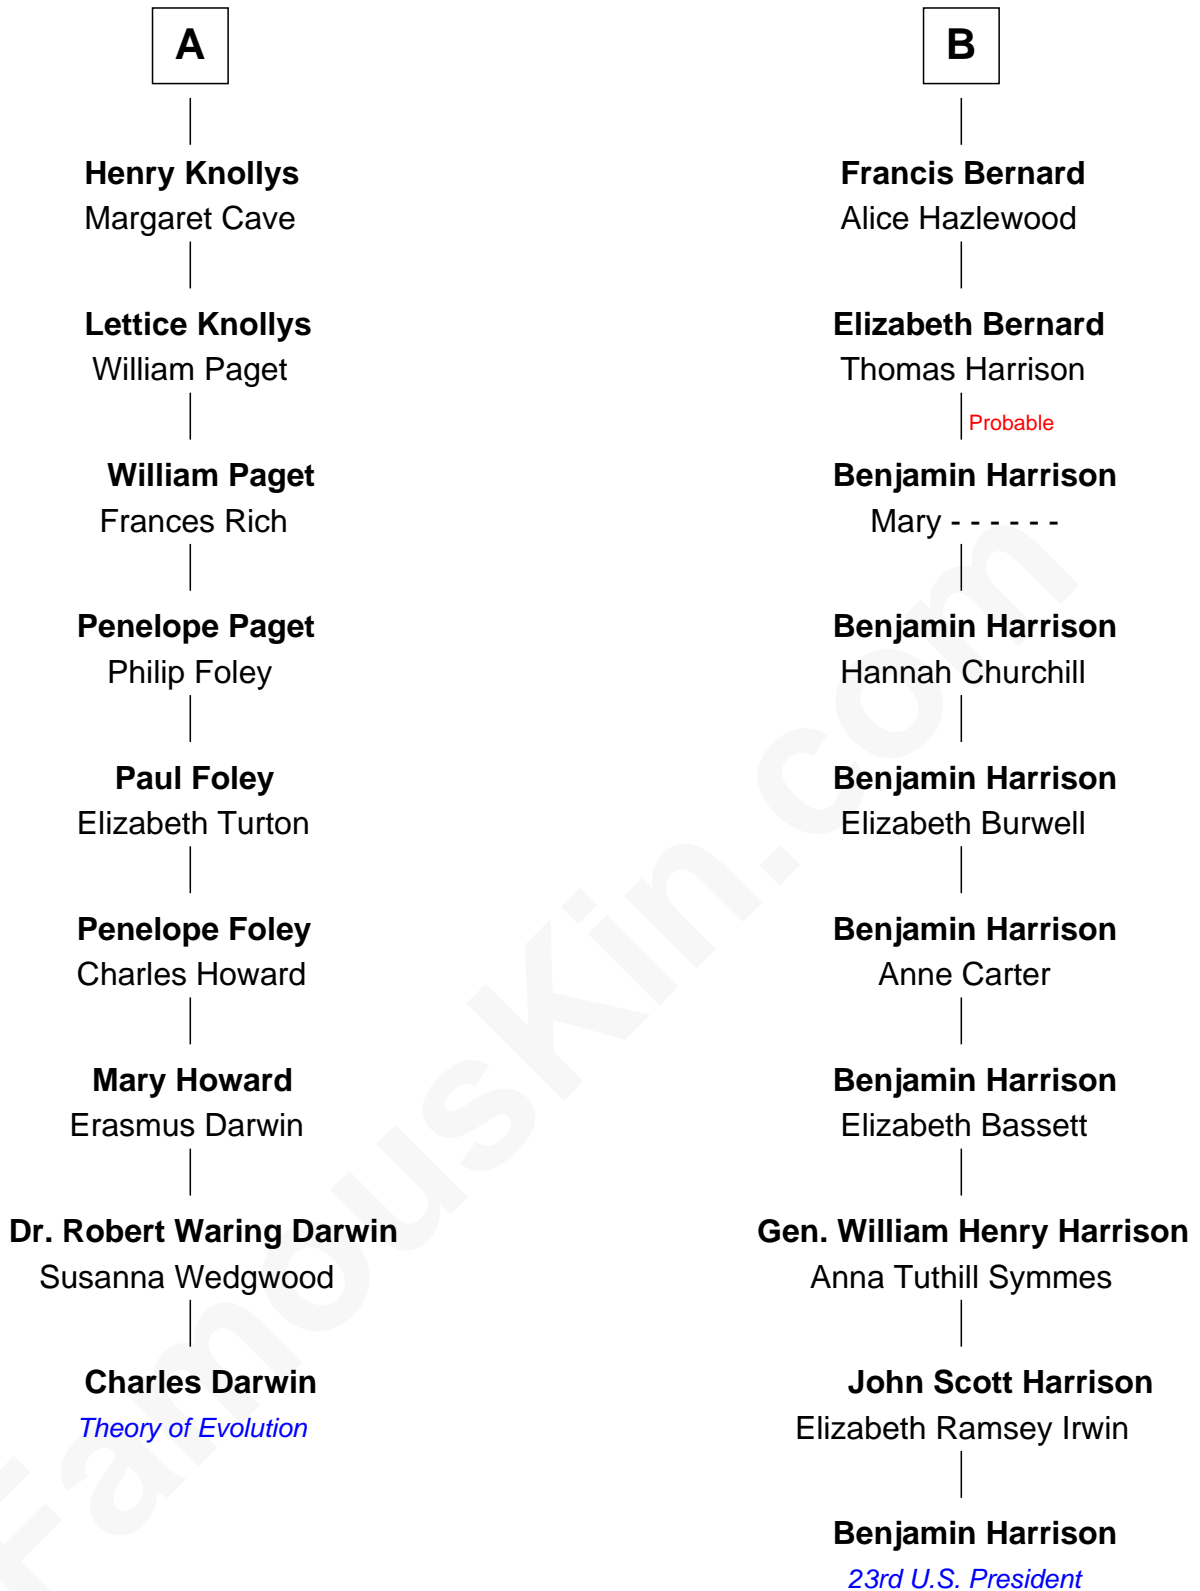 A
Henry Knollys
Margaret Cave
Lettice Knollys
William Paget
William Paget
Frances Rich
Penelope Paget
Philip Foley
Paul Foley
Elizabeth Turton
Penelope Foley
Charles Howard
Mary Howard
Erasmus Darwin
Dr. Robert Waring Darwin
Susanna Wedgwood
Charles Darwin
Theory of Evolution
B
Francis Bernard
Alice Hazlewood
Elizabeth Bernard
Thomas Harrison
Probable
Benjamin Harrison
Mary - - - - - -
Benjamin Harrison
Hannah Churchill
Benjamin Harrison
Elizabeth Burwell
Benjamin Harrison
Anne Carter
Benjamin Harrison
Elizabeth Bassett
Gen. William Henry Harrison
Anna Tuthill Symmes
John Scott Harrison
Elizabeth Ramsey Irwin
Benjamin Harrison
23rd U.S. President
FamousKin.com